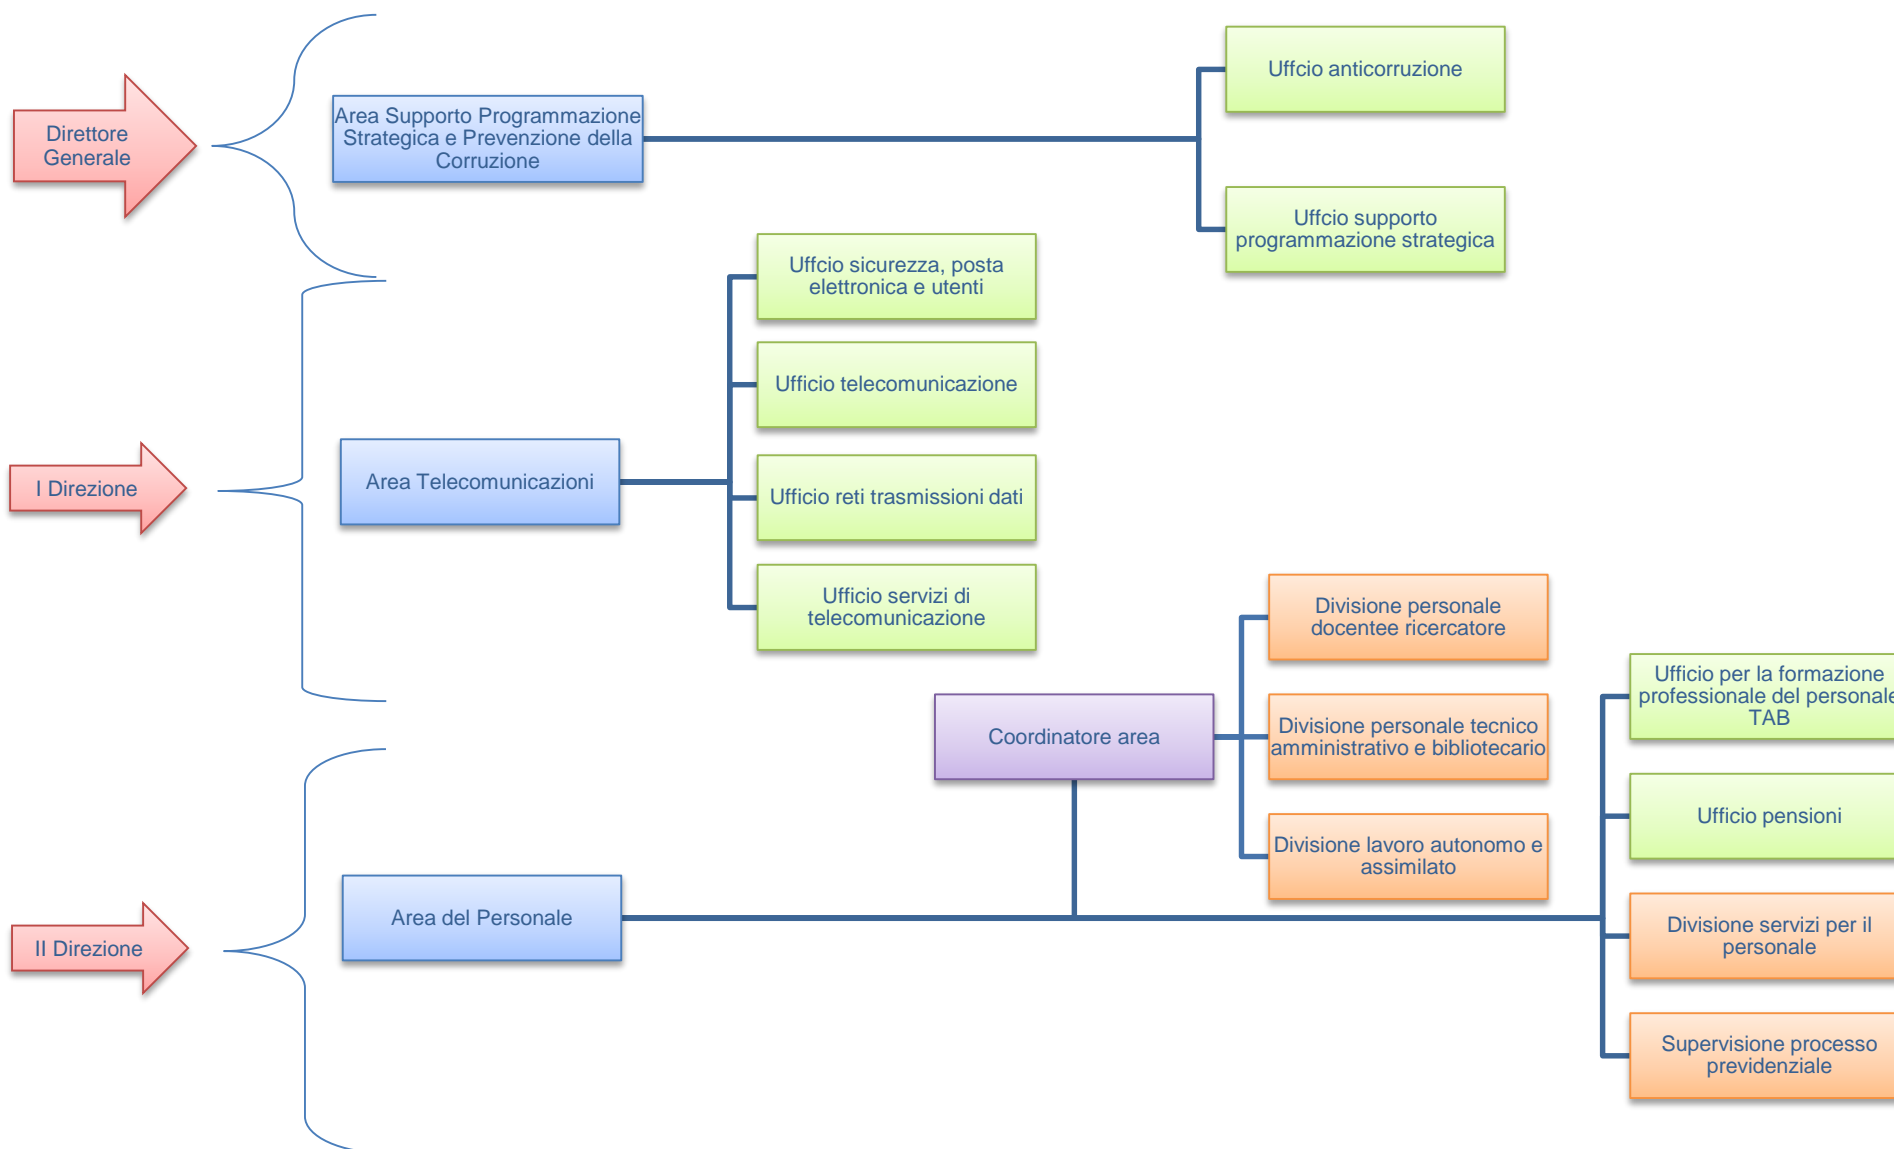 Direttore
Generale
Area Supporto Programmazione
Strategica e Prevenzione della
Corruzione
Uffcio anticorruzione
Uffcio supporto
programmazione strategica
I Direzione
Area Telecomunicazioni
Uffcio sicurezza, posta
elettronica e utenti
Ufficio telecomunicazione
Ufficio reti trasmissioni dati
Ufficio servizi di
telecomunicazione
II Direzione
Area del Personale
Coordinatore area
Divisione personale
docentee ricercatore
Divisione personale tecnico
amministrativo e bibliotecario
Divisione lavoro autonomo e
assimilato
Ufficio per la formazione
professionale del personale
TAB
Ufficio pensioni
Divisione servizi per il
personale
Supervisione processo
previdenziale